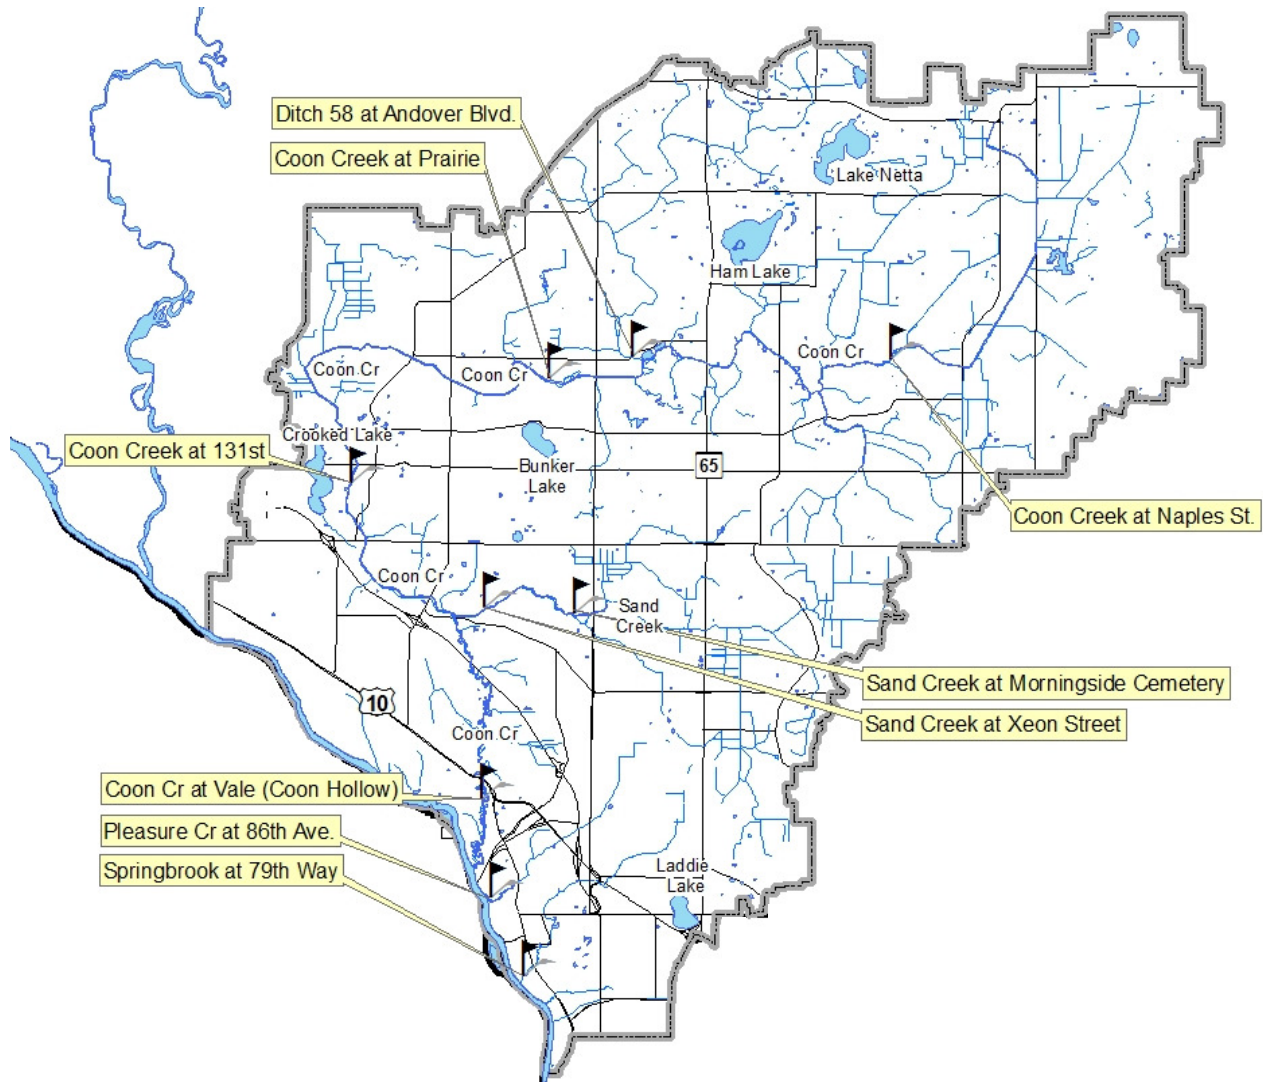 Ditch 58 at Andover Blvd.
Coon Creek at Prairie
Lake Netta
Ham Lake
Coon Cr
Coon Cr
Coon Cr
Crooked Lake
Coon Creek at 131st
Bunker
Lake
65
Coon Creek at Naples St.
Coon Cr
Sand
Creek
Sand Creek at Morningside Cemetery
10
Sand Creek at Xeon Street
Coon Cr
Coon Cr at Vale (Coon Hollow)
Pleasure Cr at 86th Ave.
Springbrook at 79th Way
Laddie
Lake